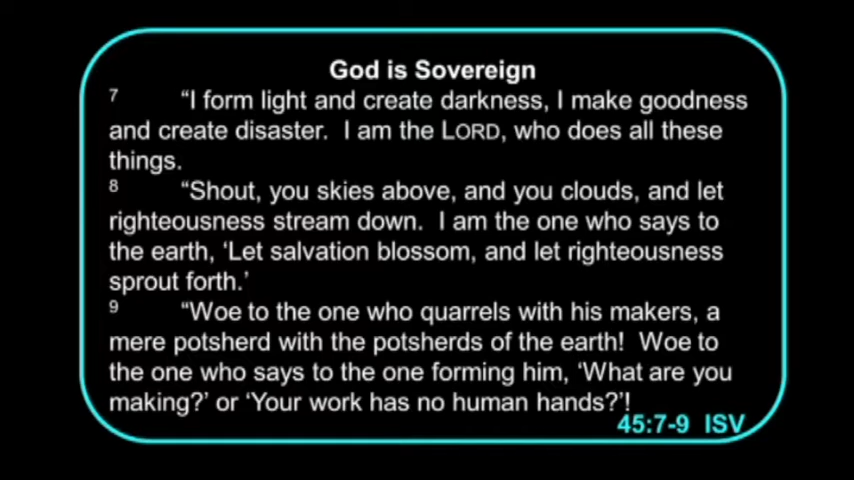 God is Sovereign
7 “I form light and create darkness, I make goodness
and create disaster. I am the LORD, who does all these
things.
8 “Shout, you skies above, and you clouds, and let
righteousness stream down. I am the one who says to
the earth, ‘Let salvation blossom, and let righteousness
sprout forth.’
9 “Woe to the one who quarrels with his makers, a
mere potsherd with the potsherds of the earth! Woe to
the one who says to the one forming him, ‘What are you
making?’ or ‘Your work has no human hands?’!
45:7-9 ISV